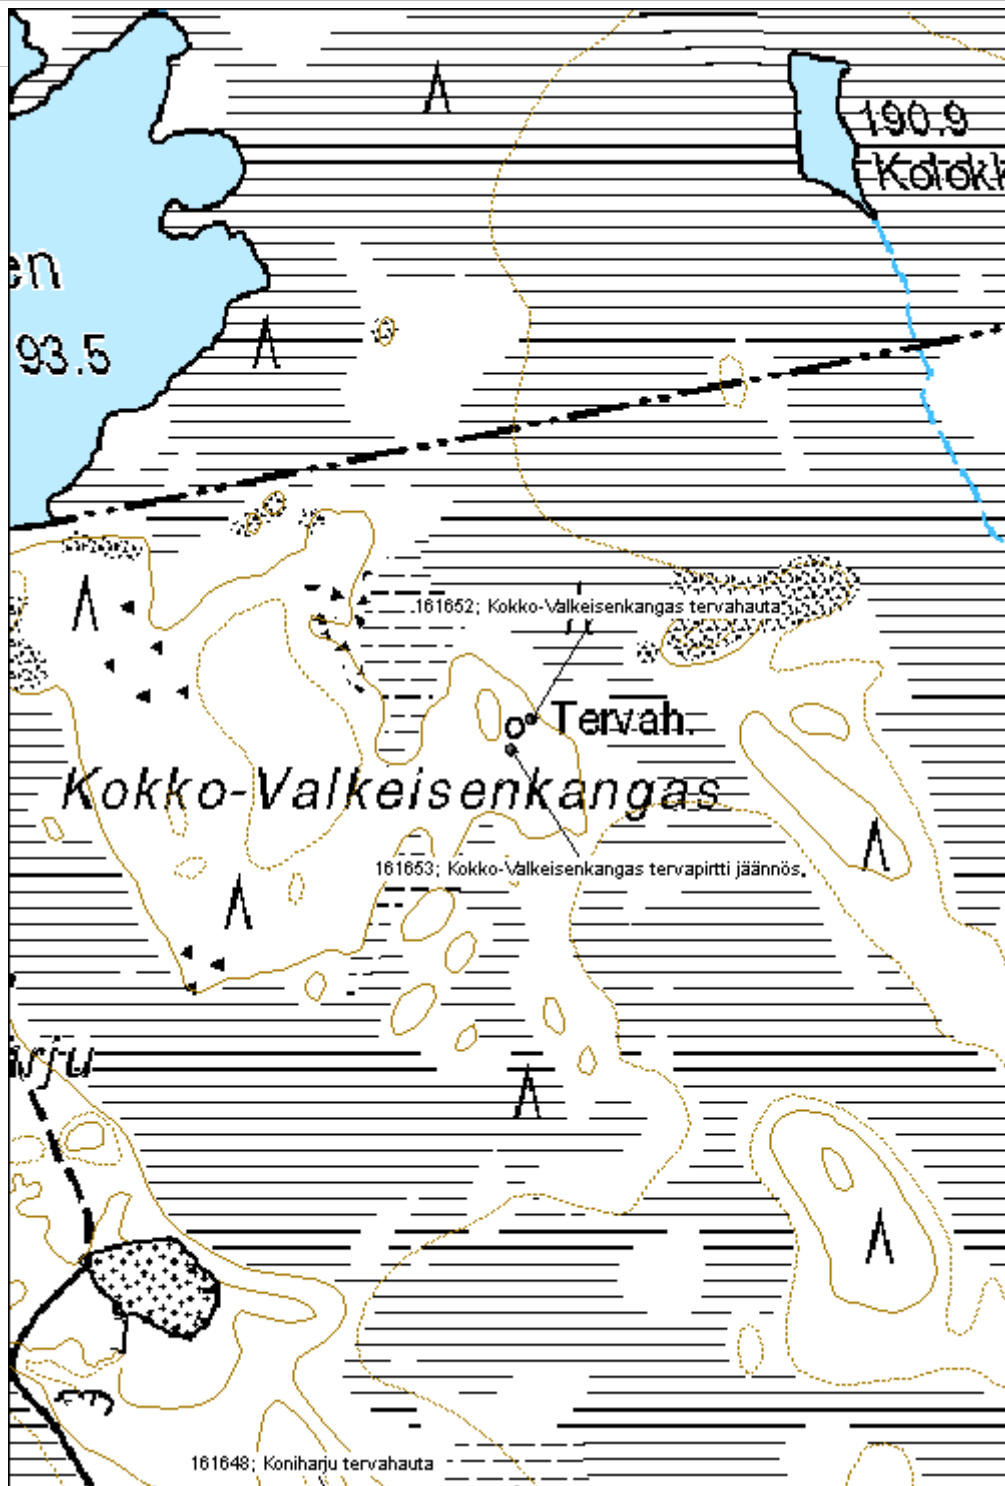 190.9
en
93.5
161652; Kokko-Valkeisenkangas tervahauta
Tervah.
Kokko-Valkeisenkangas
161653; Kokko-Valkeisenkangas tervapirtti jäännös.
161648; Koniharju tervahauta